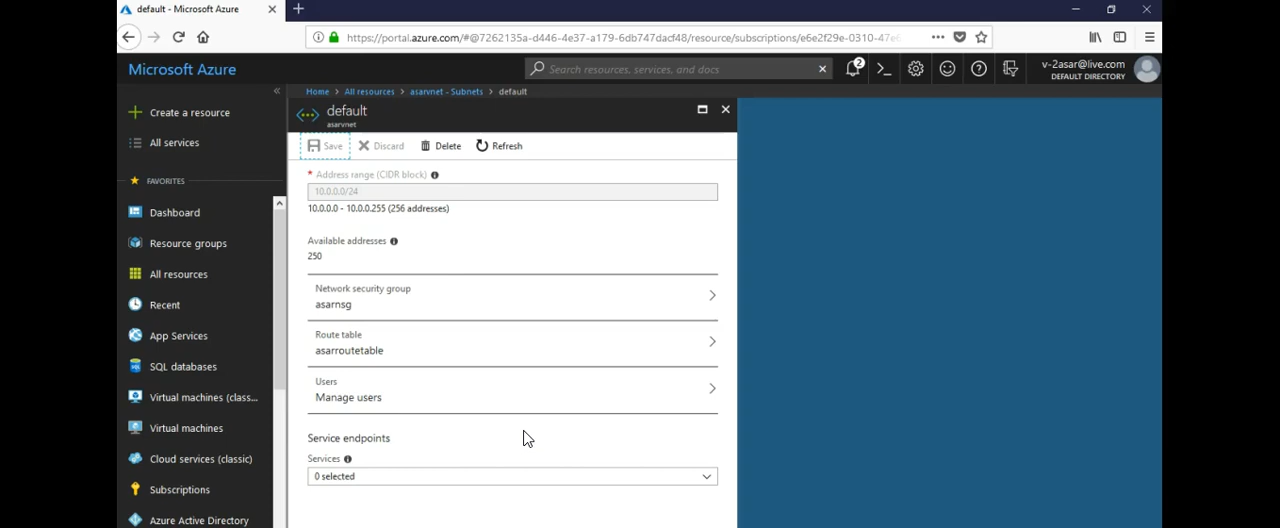 default - Microsoft Azure
https://portal.azure.com/#@7262135a-d446-4e37-a179-6db747dacf48/resource/subscriptions/e6e2f29e-0310-47e6
Microsoft Azure
Search resources, services, and docs
2
v-2asar@live.com
DEFAULT DIRECTORY
Home > All resources > asarvnet - Subnets > default
Create a resource
All services
FAVORITES
Dashboard
Resource groups
All resources
Recent
App Services
SQL databases
Virtual machines (class...
Virtual machines
Cloud services (classic)
Subscriptions
Azure Active Directory
default
asarvnet
Save
Discard
Delete
Refresh
* Address range (CIDR block)
10.0.0.0/24
10.0.0.0 - 10.0.0.255 (256 addresses)
Available addresses
250
Network security group
asarnsg
Route table
asarroutetable
Users
Manage users
Service endpoints
Services
0 selected